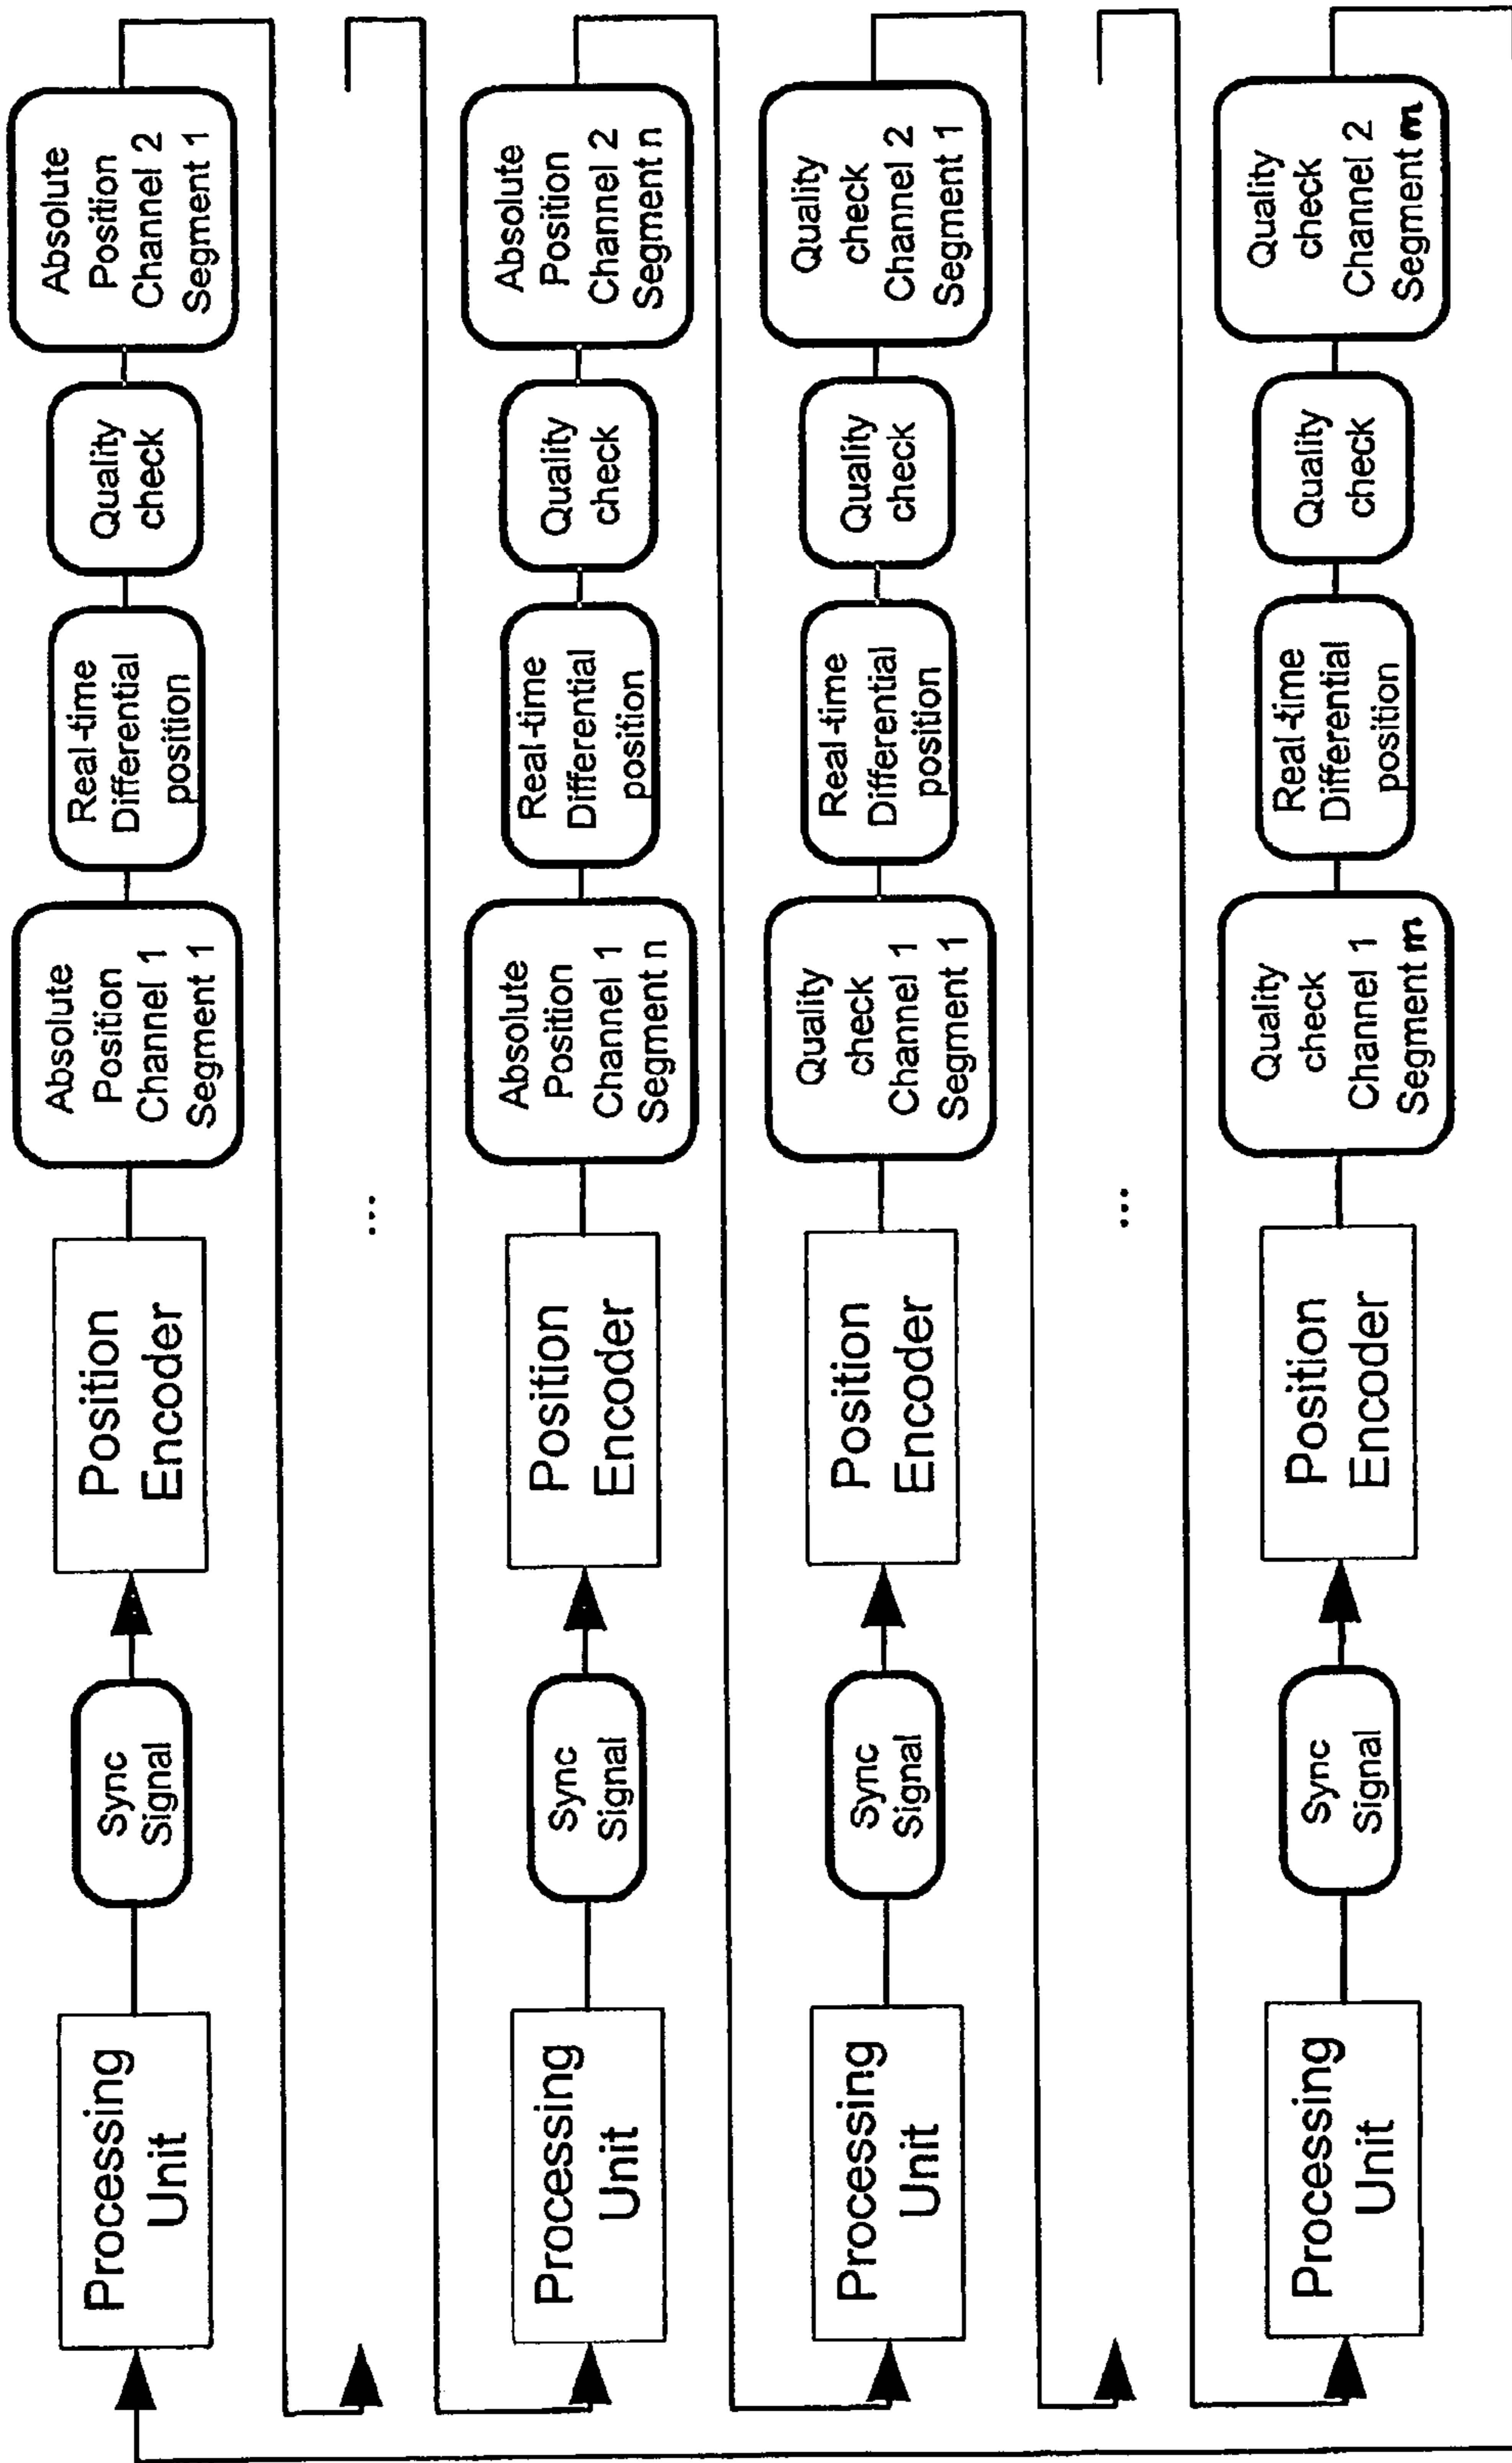 Processing
Unit
Sync
Signal
Position
Encoder
Absolute
Position
Channel 1
Segment 1
Real-time
Differential
position
Quality
check
Absolute
Position
Channel 2
Segment 1
...
Processing
Unit
Sync
Signal
Position
Encoder
Absolute
Position
Channel 1
Segment n
Real-time
Differential
position
Quality
check
Absolute
Position
Channel 2
Segment n
Processing
Unit
Sync
Signal
Position
Encoder
Quality
check
Channel 1
Segment 1
Real-time
Differential
position
Quality
check
Quality
check
Channel 2
Segment 1
...
Processing
Unit
Sync
Signal
Position
Encoder
Quality
check
Channel 1
Segment m
Real-time
Differential
position
Quality
check
Quality
check
Channel 2
Segment m